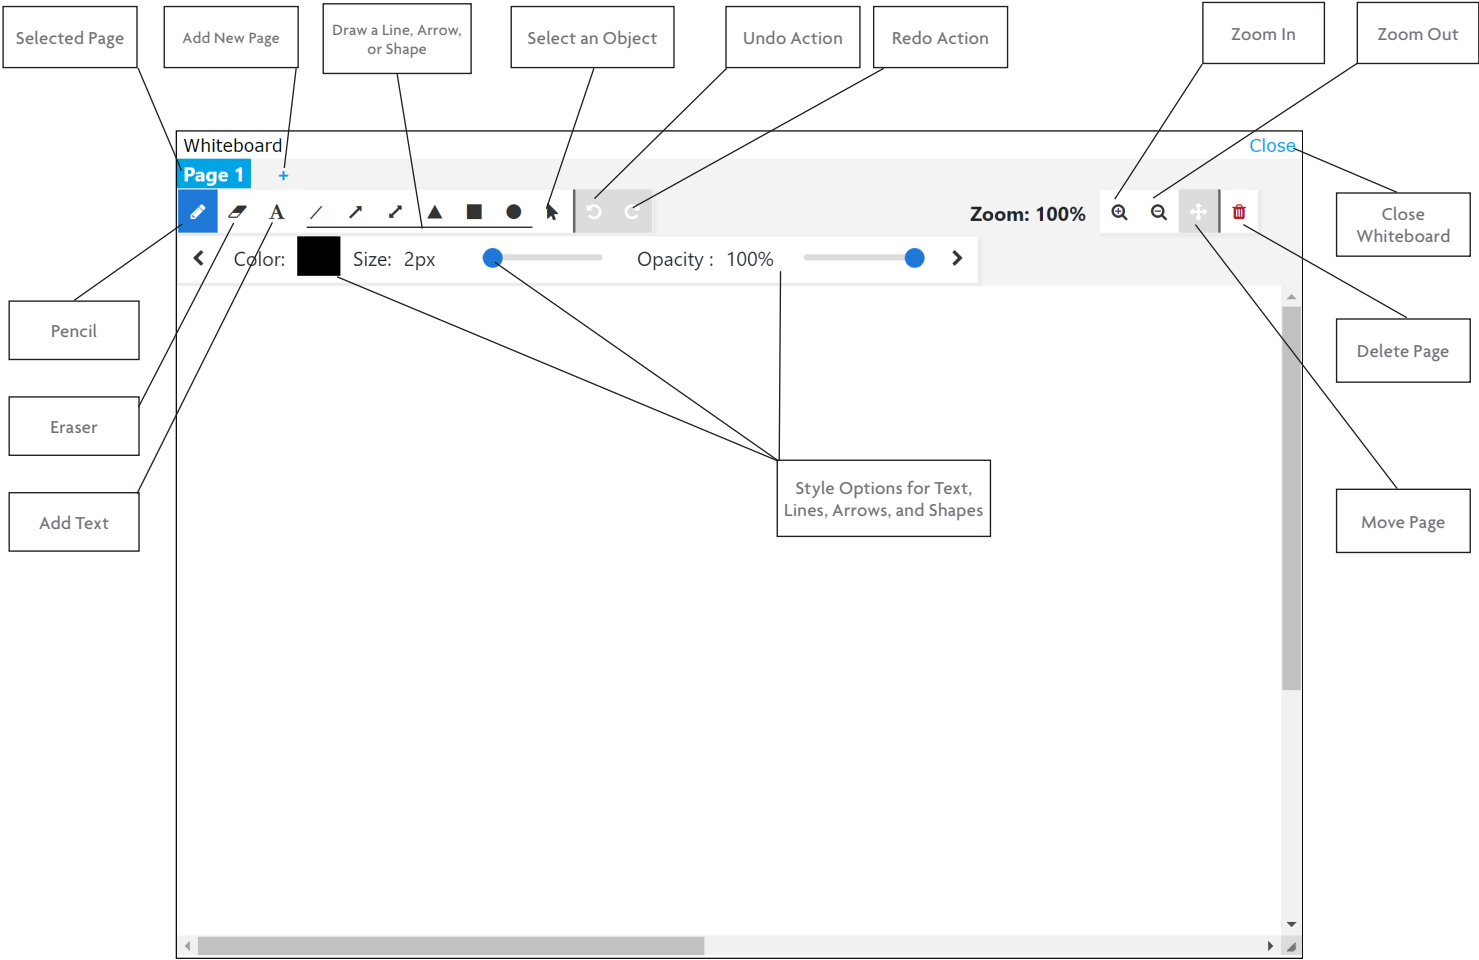 Selected Page
Add New Page
Draw a Line, Arrow,
or Shape
Select an Object
Undo Action
Redo Action
Zoom In
Zoom Out
Whiteboard
Close
Page 1
+
A
Zoom: 100%
Close
Whiteboard
Color:
Size: 2px
Opacity : 100%
Pencil
Delete Page
Eraser
Style Options for Text,
Lines, Arrows, and Shapes
Add Text
Move Page